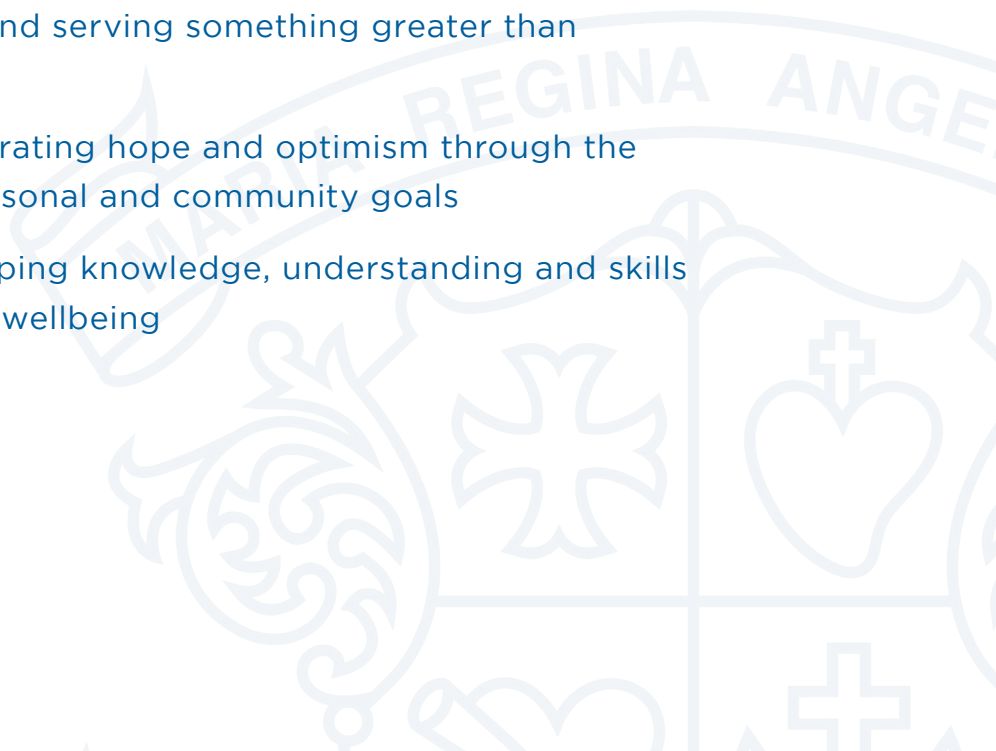 nd serving something greater than
MARIA REGINA ANGE
rating hope and optimism through the
sonal and community goals
ping knowledge, understanding and skills
wellbeing